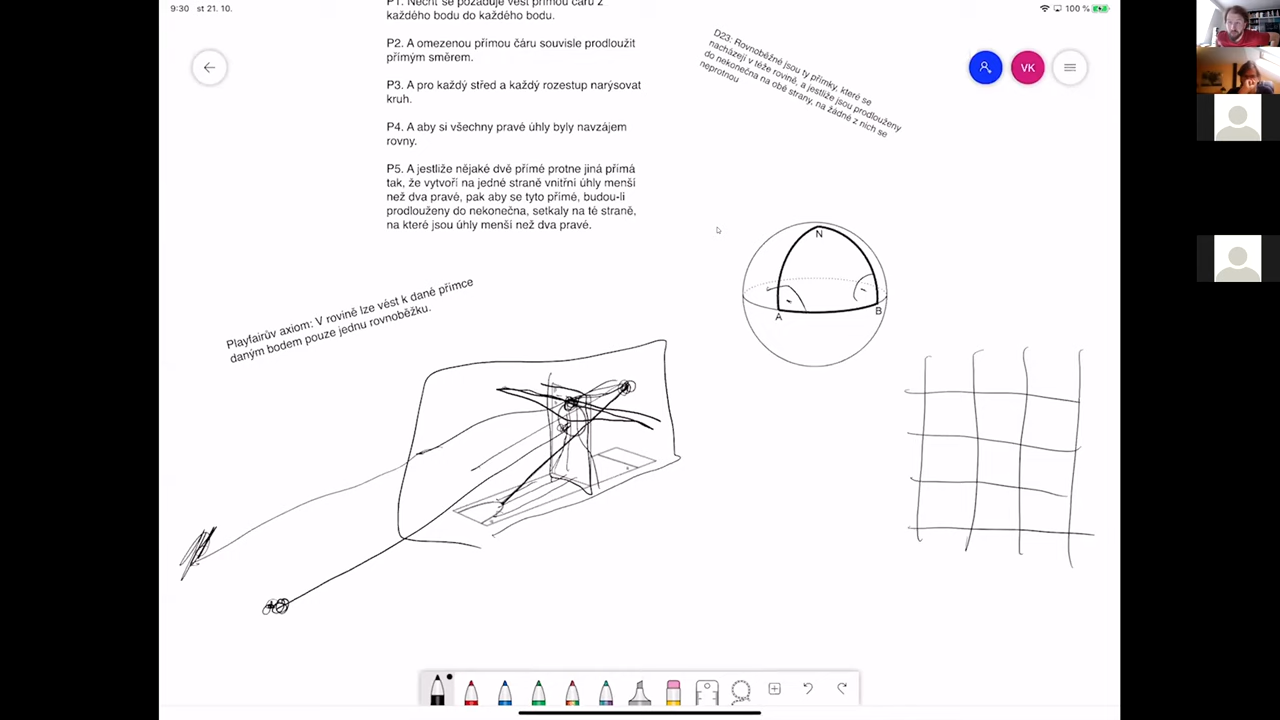 9:30 st 21. 10.
100 %
P1. Nechť se požaduje vést přímou čáru z
každého bodu do každého bodu.
P2. A omezenou přímou čáru souvisle prodloužit
přímým směrem.
P3. A pro každý střed a každý rozestup narýsovat
kruh.
P4. A aby si všechny pravé úhly byly navzájem
rovny.
P5. A jestliže nějaké dvě přímé protne jiná přímá
tak, že vytvoří na jedné straně vnitřní úhly menší
než dva pravé, pak aby se tyto přímé, budou-li
prodlouženy do nekonečna, setkaly na té straně,
na které jsou úhly menší než dva pravé.
D23: Rovnoběžné jsou ty přímky, které se
nacházejí v téže rovině, a jestliže jsou prodlouženy
do nekonečna na obě strany, na žádné z nich se
neprotnou
VK
N
A
B
Playfairův axiom: V rovině lze vést k dané přímce
daným bodem pouze jednu rovnoběžku.